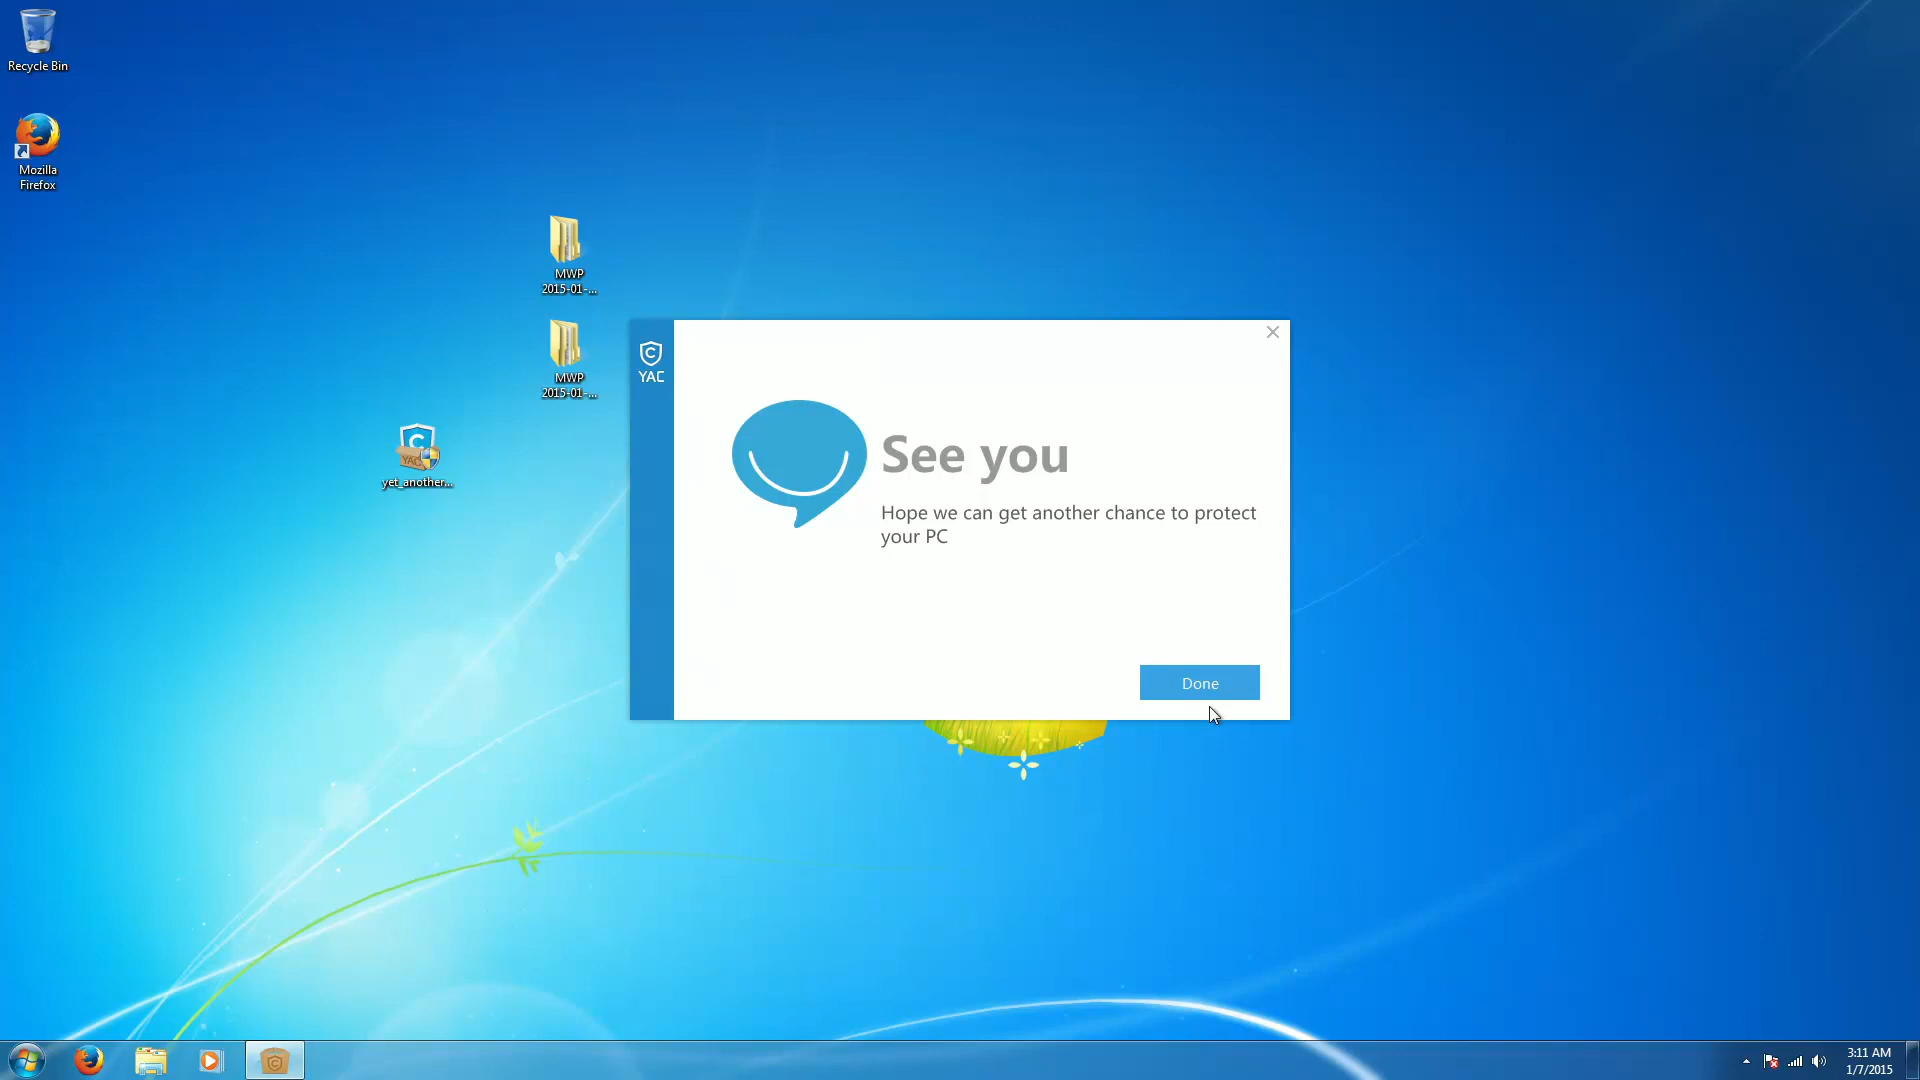 Recycle Bin
Mozilla
Firefox
MWP
2015-01-...
MWP
2015-01-...
C
YAC
yet_another...
C
YAC
See you
Hope we can get another chance to protect
your PC
Done
3:11 AM
1/7/2015